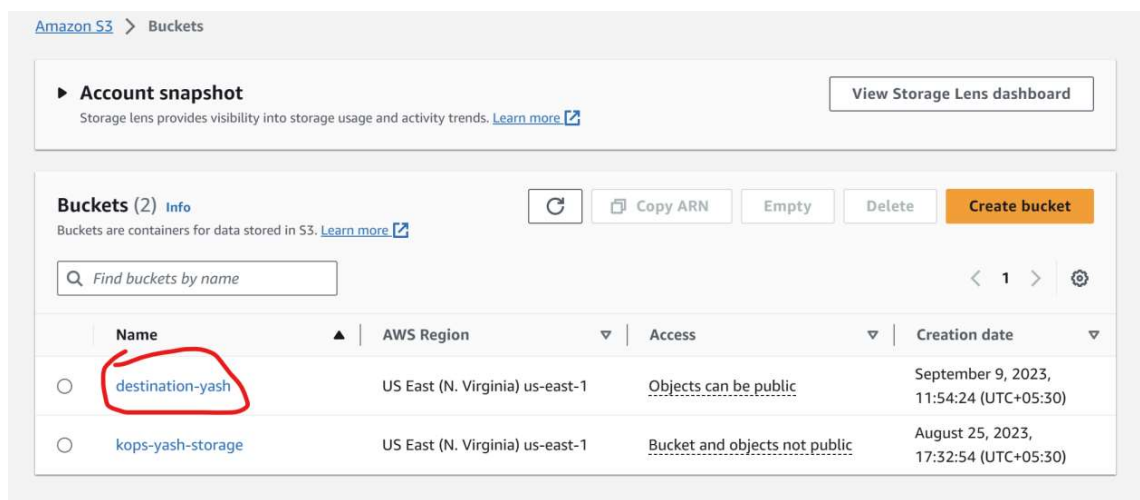 Amazon S3 > Buckets
Account snapshot
View Storage Lens dashboard
Storage lens provides visibility into storage usage and activity trends. Learn more
Buckets (2) Info
Copy ARN
Empty
Delete
Create bucket
Buckets are containers for data stored in S3. Learn more
Find buckets by name
< 1 >
Name
AWS Region
Access
Creation date
destination-yash
US East (N. Virginia) us-east-1
Objects can be public
September 9, 2023,
11:54:24 (UTC+05:30)
kops-yash-storage
US East (N. Virginia) us-east-1
Bucket and objects not public
August 25, 2023,
17:32:54 (UTC+05:30)